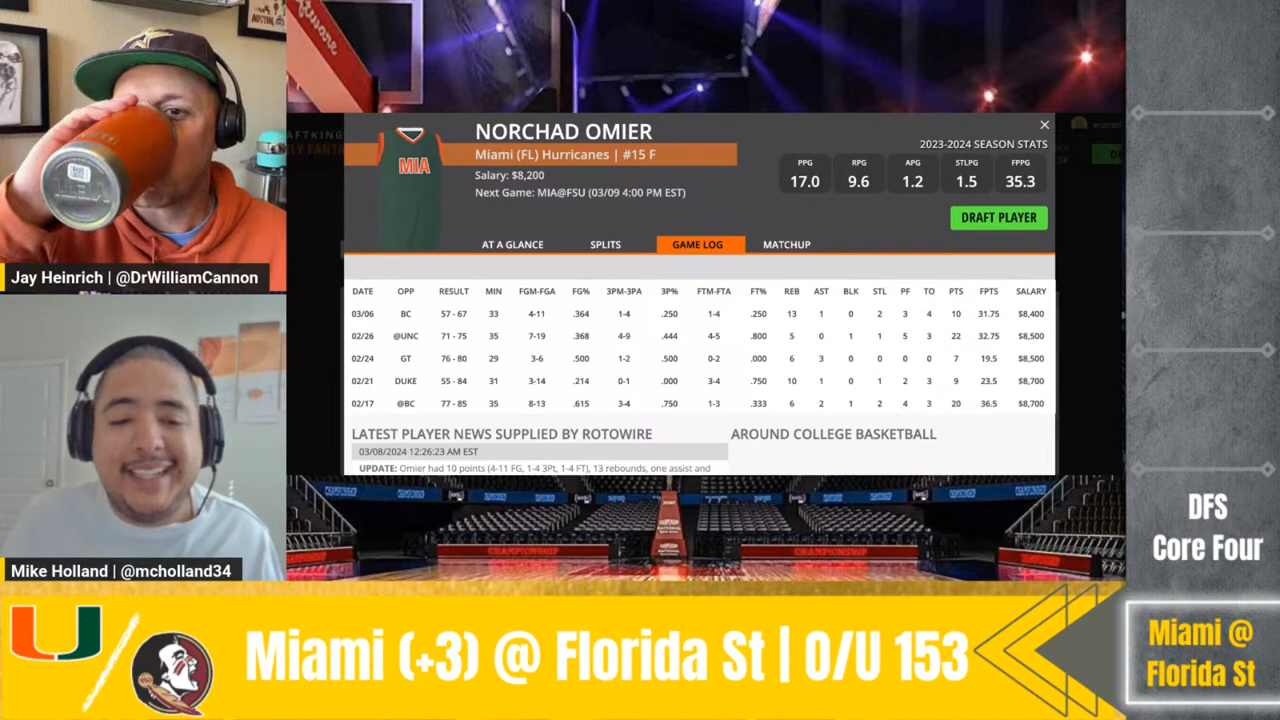 ftware
AUSTIN,
Jay Heinrich | @DrWilliamCannon
Mike Holland | @mcholland34
NORCHAD OMIER
Miami (FL) Hurricanes | #15 F
Salary: $8,200
Next Game: MIA@FSU (03/09 4:00 PM EST)
MIA
2023-2024 SEASON STATS
PPG RPG APG STLPG FPPG
17.0 9.6 1.2 1.5 35.3
DRAFT PLAYER
AT A GLANCE SPLITS GAME LOG MATCHUP
DATE OPP RESULT MIN FGM-FGA FG% 3PM-3PA 3P% FTM-FTA FT% REB AST BLK STL PF TO PTS FPTS SALARY
03/06 BC 57 - 67 33 4-11 .364 1-4 .250 1-4 .250 13 1 0 2 3 4 10 31.75 $8,400
02/26 @UNC 71 - 75 35 7-19 .368 4-9 .444 4-5 .800 5 0 1 1 5 3 22 32.75 $8,500
02/24 GT 76 - 80 29 3-6 .500 1-2 .500 0-2 .000 6 3 0 0 0 0 7 19.5 $8,500
02/21 DUKE 55 - 84 31 3-14 .214 0-1 .000 3-4 .750 10 1 0 1 2 3 9 23.5 $8,700
02/17 @BC 77 - 85 35 8-13 .615 3-4 .750 1-3 .333 6 2 1 2 4 3 20 36.5 $8,700
LATEST PLAYER NEWS SUPPLIED BY ROTOWIRE
AROUND COLLEGE BASKETBALL
03/08/2024 12:26:23 AM EST
UPDATE: Omier had 10 points (4-11 FG, 1-4 3Pt, 1-4 FT), 13 rebounds, one assist and
CHAMPIONSHIP
CHAMPIONSHIP
DFS
Core Four
Miami @
Florida St
Miami (+3) @ Florida St | O/U 153